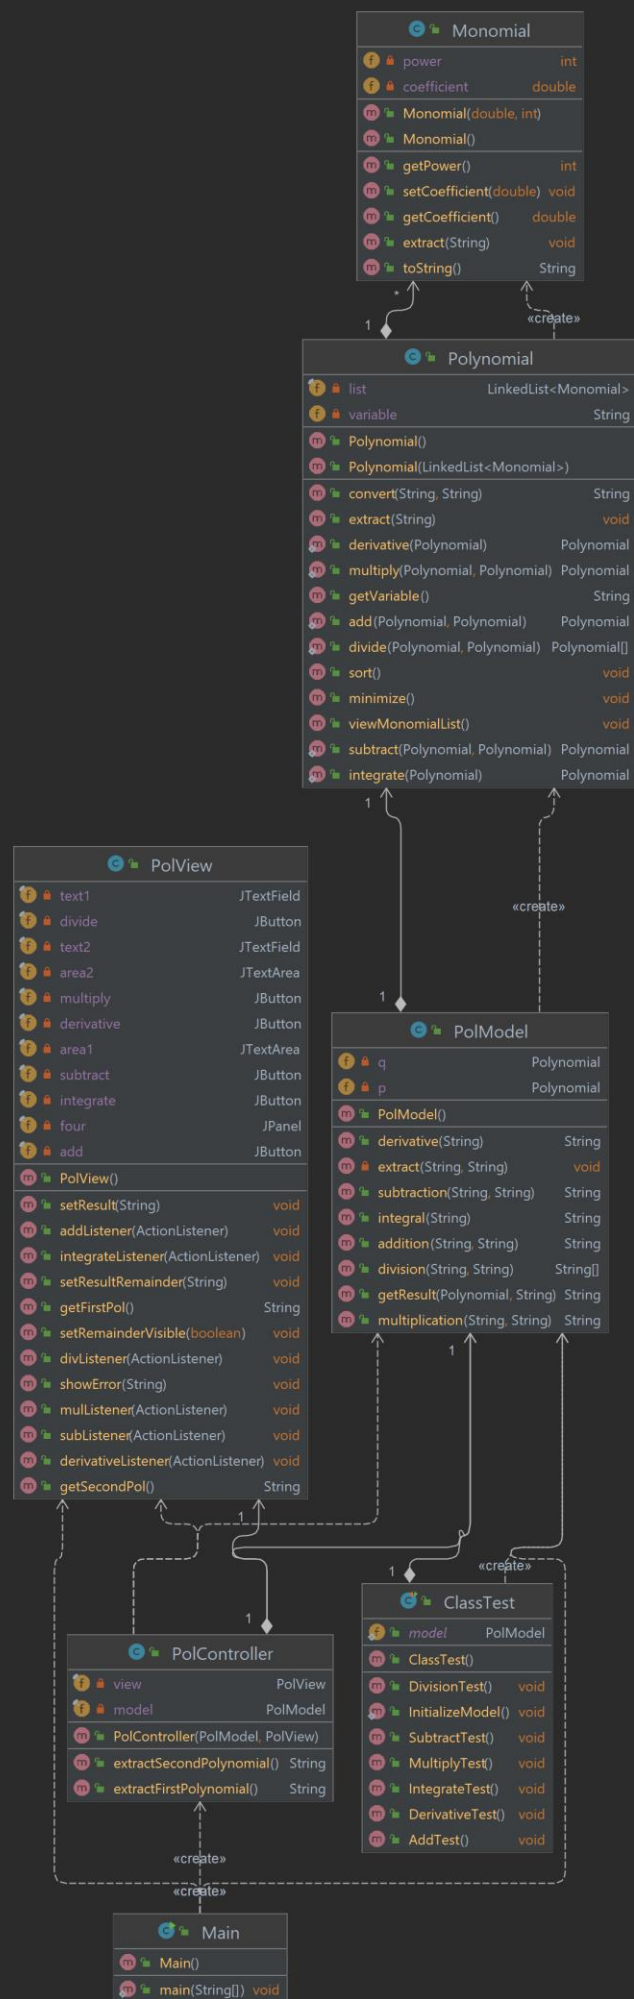 Monomial
power int
coefficient double
Monomial(double, int)
Monomial()
getPower() int
setCoefficient(double) void
getCoefficient() double
extract(String) void
toString() String
*
1
«create»
Polynomial
list LinkedList<Monomial>
variable String
Polynomial()
Polynomial(LinkedList<Monomial>)
convert(String, String) String
extract(String) void
derivative(Polynomial) Polynomial
multiply(Polynomial, Polynomial) Polynomial
getVariable() String
add(Polynomial, Polynomial) Polynomial
divide(Polynomial, Polynomial) Polynomial[]
sort() void
minimize() void
viewMonomialList() void
subtract(Polynomial, Polynomial) Polynomial
integrate(Polynomial) Polynomial
1
«create»
1
PolView
text1 JTextField
divide JButton
text2 JTextField
area2 JTextArea
multiply JButton
derivative JButton
area1 JTextArea
subtract JButton
integrate JButton
four JPanel
add JButton
PolView()
setResult(String) void
addListener(ActionListener) void
integrateListener(ActionListener) void
setResultRemainder(String) void
getFirstPol() String
setRemainderVisible(boolean) void
divListener(ActionListener) void
showError(String) void
mulListener(ActionListener) void
subListener(ActionListener) void
derivativeListener(ActionListener) void
getSecondPol() String
PolModel
q Polynomial
p Polynomial
PolModel()
derivative(String) String
extract(String, String) void
subtraction(String, String) String
integral(String) String
addition(String, String) String
division(String, String) String[]
getResult(Polynomial, String) String
multiplication(String, String) String
1
1
«create»
1
1
ClassTest
model PolModel
ClassTest()
DivisionTest() void
InitializeModel() void
SubtractTest() void
MultiplyTest() void
IntegrateTest() void
DerivativeTest() void
AddTest() void
PolController
view PolView
model PolModel
PolController(PolModel, PolView)
extractSecondPolynomial() String
extractFirstPolynomial() String
«create»
«create»
Main
Main()
main(String[]) void